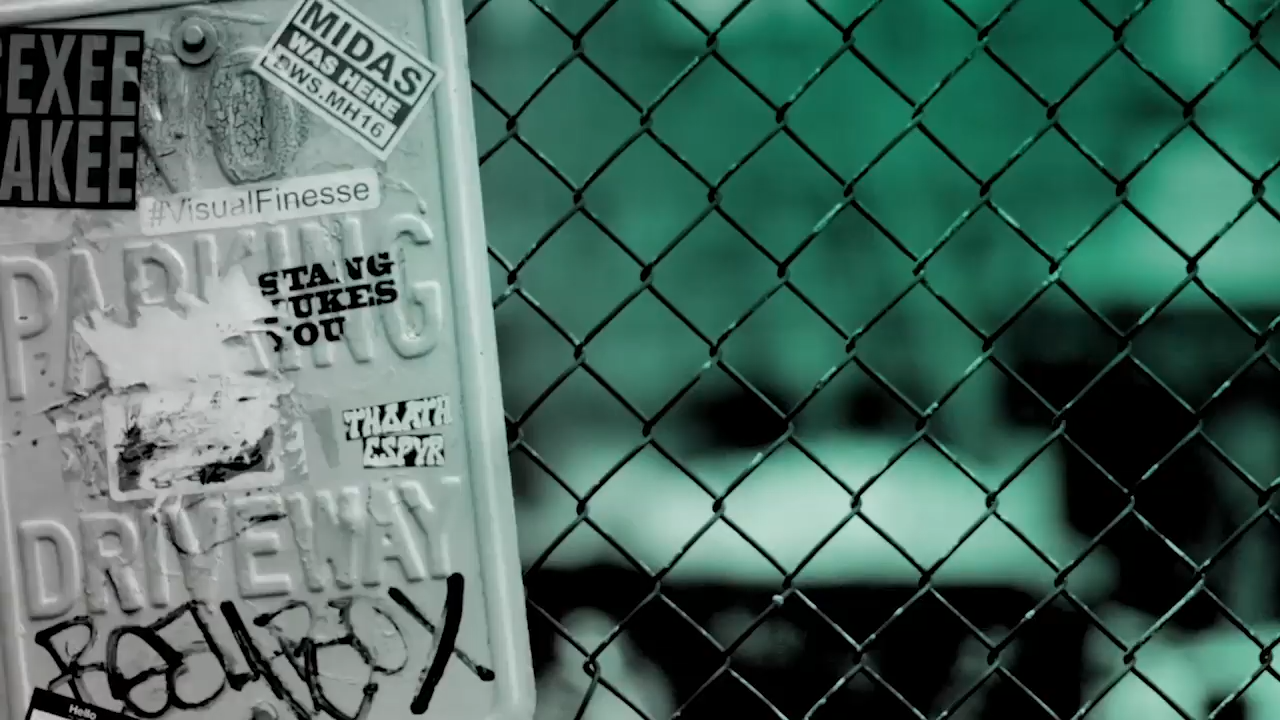 EXEE
AKEE
MIDAS
WAS HERE
DWS.MH16
#VisualFinesse
PARKING
STANG
YOU
DRIVEWAY
Hello